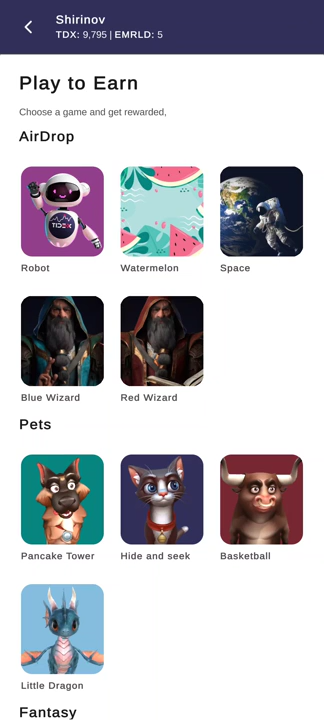 Shirinov
TDX: 9,795 | EMRLD: 5
Play to Earn
Choose a game and get rewarded,
AirDrop
TIDEX
Robot
Watermelon
Space
Blue Wizard
Red Wizard
Pets
Pancake Tower
Hide and seek
Basketball
Little Dragon
Fantasy